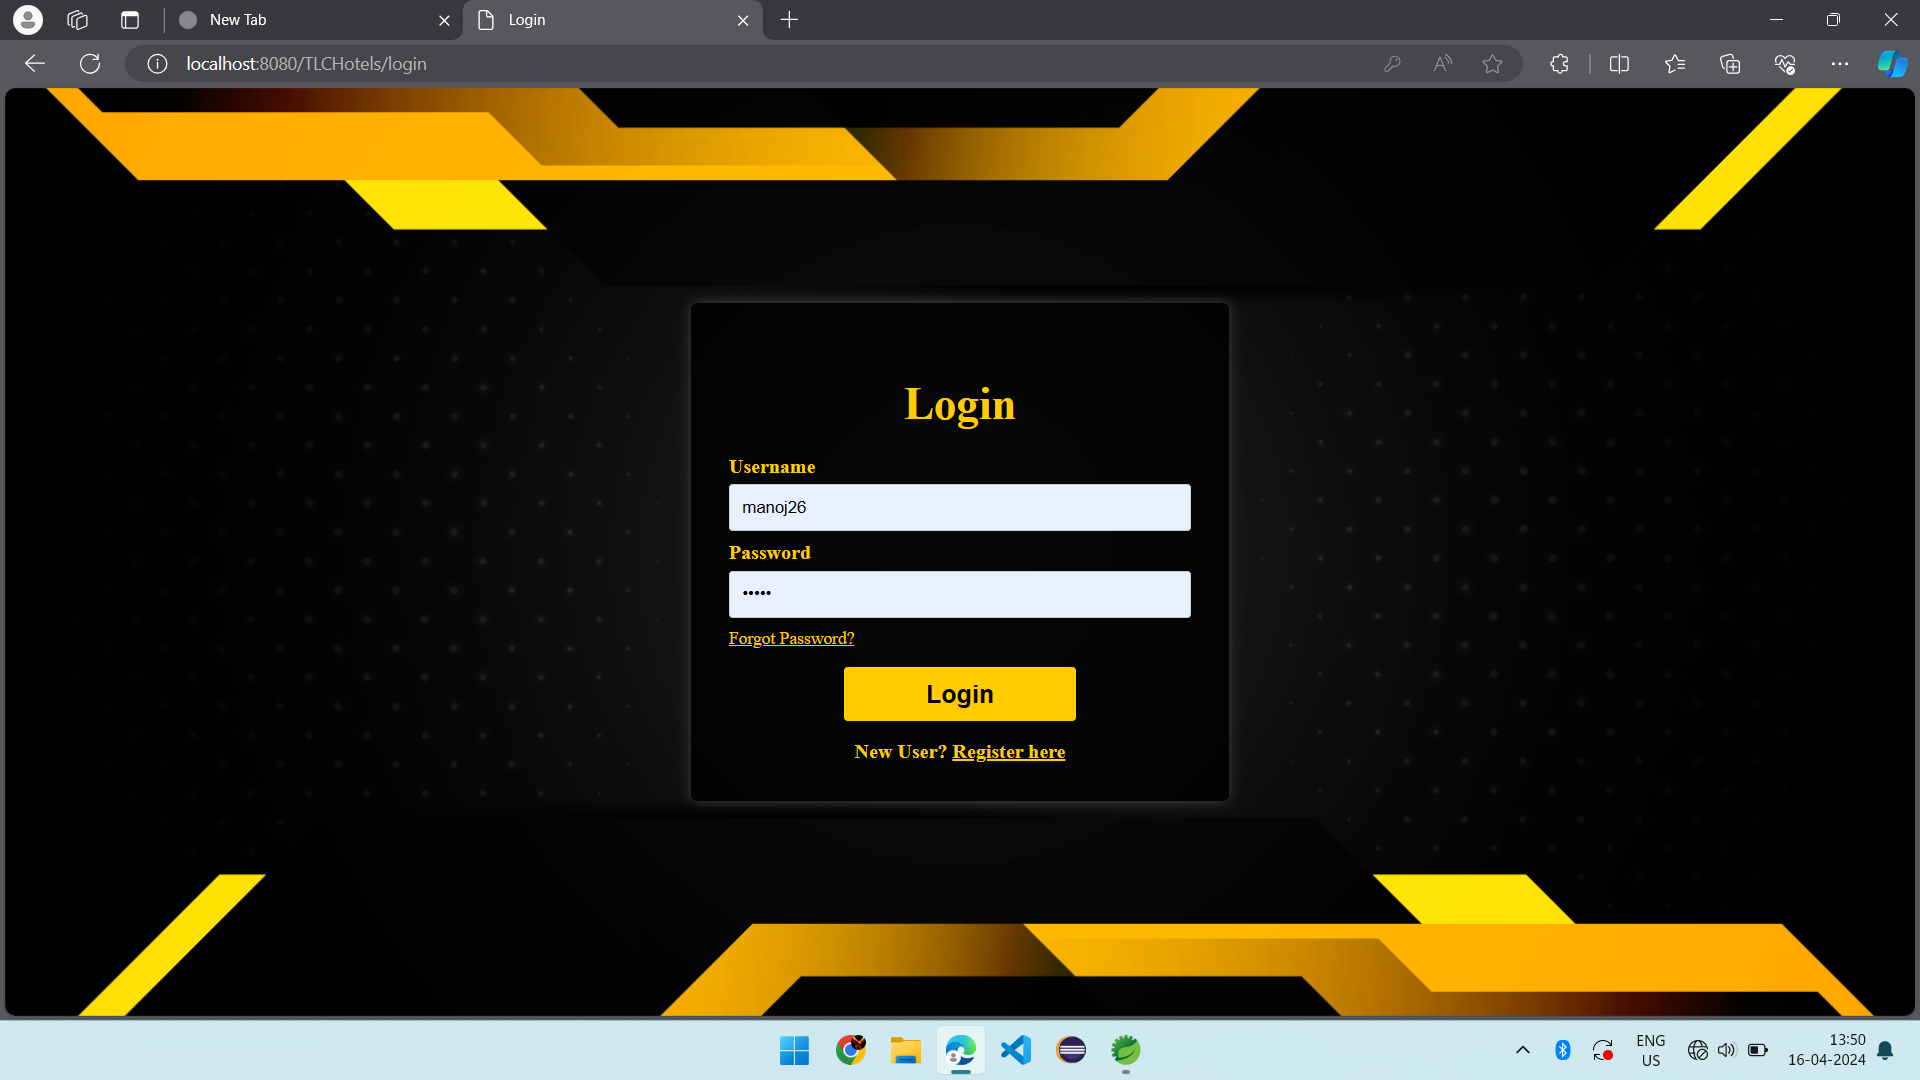 New Tab
Login
localhost:8080/TLCHotels/login
Login
Username
manoj26
Password
•••••
Forgot Password?
Login
New User? Register here
ENG
US
13:50
16-04-2024